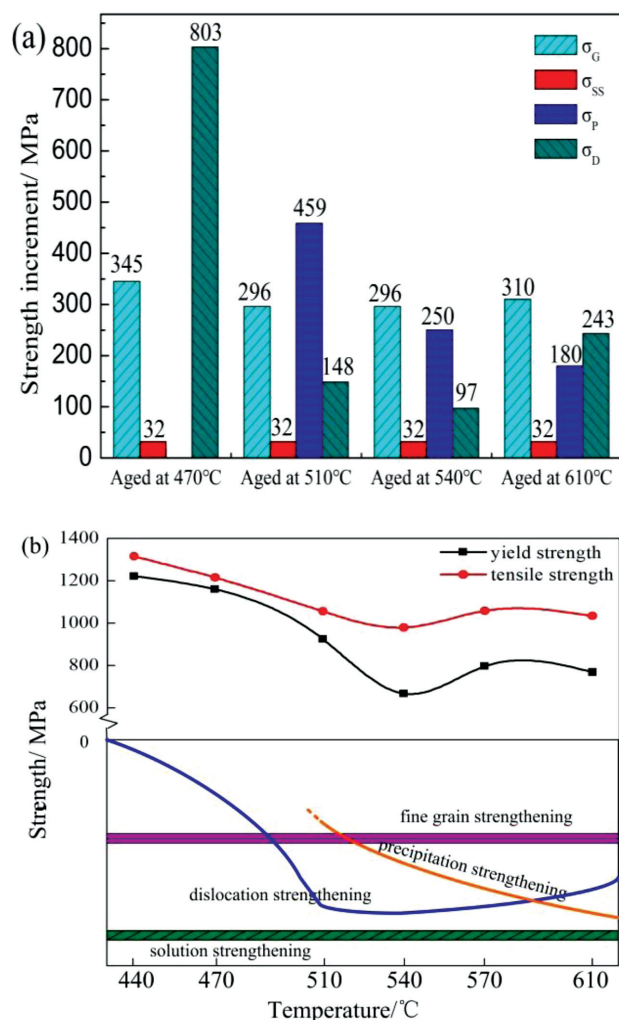 (a)
Strength increment/ MPa
800
700
600
500
400
300
200
100
0
803
345
32
296
32
459
148
296
32
250
97
310
32
180
243
σG
σSS
σP
σD
Aged at 470℃
Aged at 510℃
Aged at 540℃
Aged at 610℃
(b)
Strength/ MPa
1400
1200
1000
800
600
0
yield strength
tensile strength
fine grain strengthening
precipitation strengthening
dislocation strengthening
solution strengthening
440
470
510
540
570
610
Temperature/℃